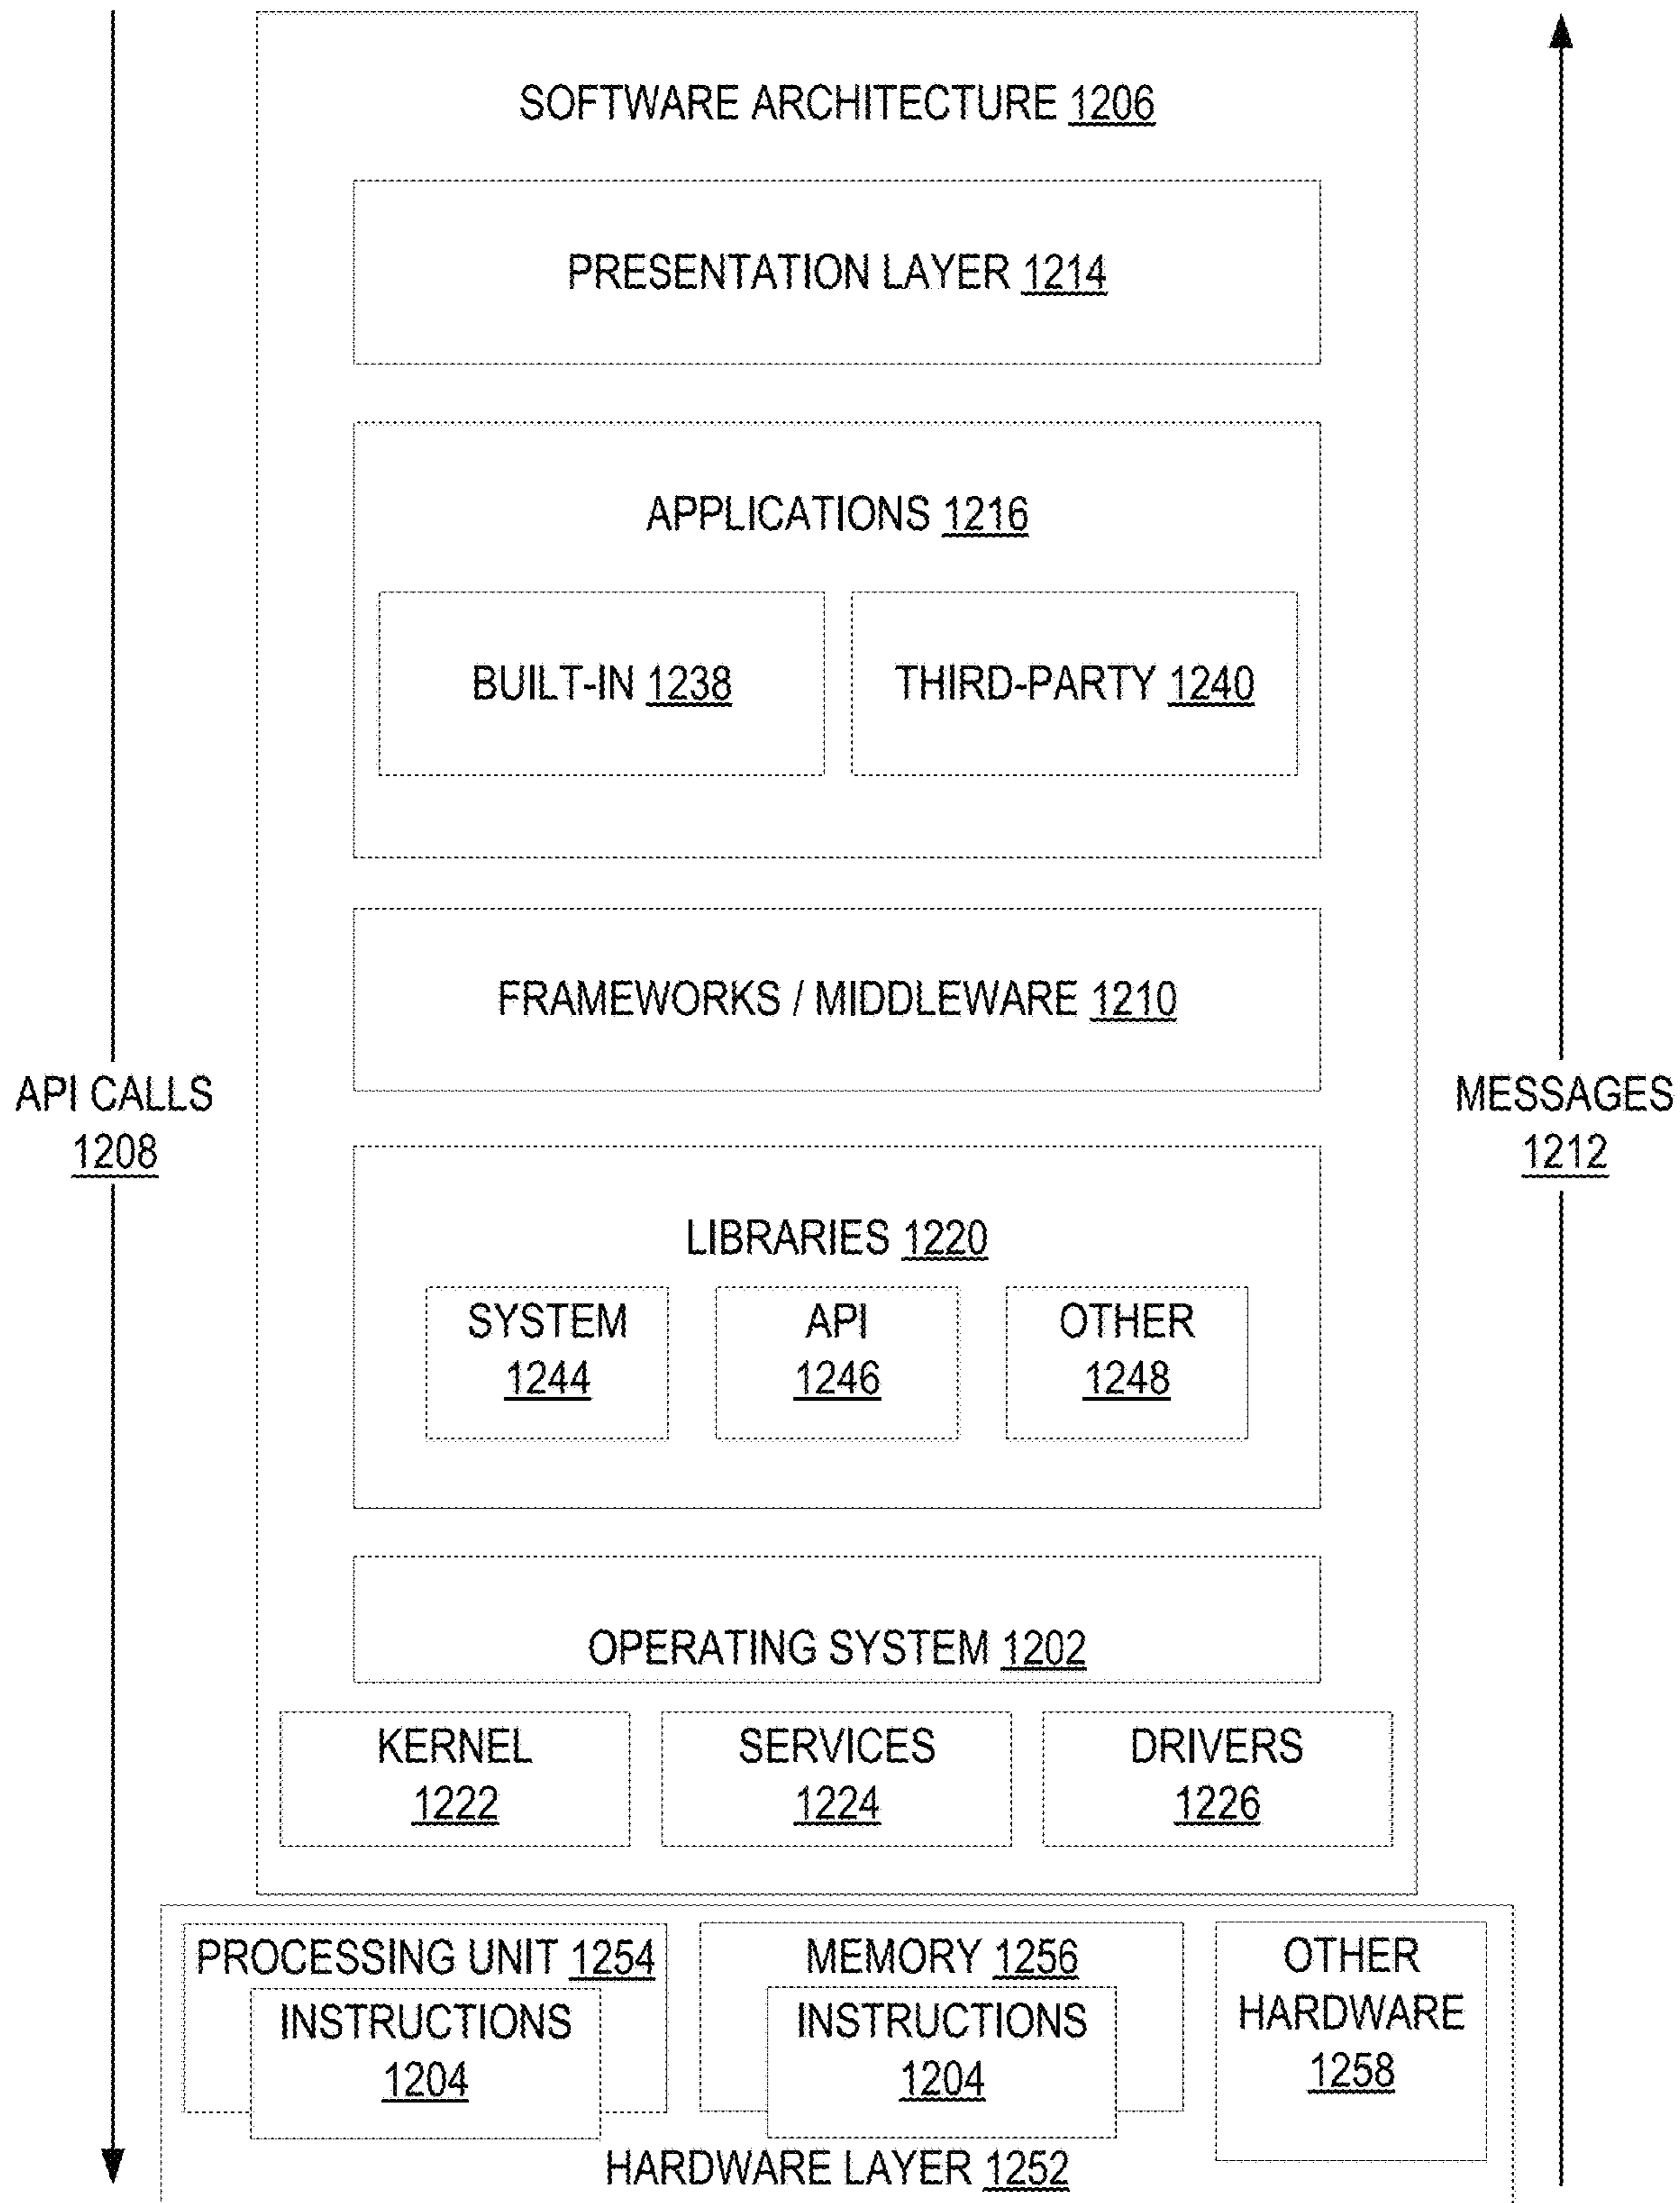 SOFTWARE ARCHITECTURE 1206
PRESENTATION LAYER 1214
APPLICATIONS 1216
BUILT-IN 1238
THIRD-PARTY 1240
FRAMEWORKS / MIDDLEWARE 1210
API CALLS
1208
MESSAGES
1212
LIBRARIES 1220
SYSTEM
1244
API
1246
OTHER
1248
OPERATING SYSTEM 1202
KERNEL
1222
SERVICES
1224
DRIVERS
1226
PROCESSING UNIT 1254
INSTRUCTIONS
1204
MEMORY 1256
INSTRUCTIONS
1204
OTHER
HARDWARE
1258
HARDWARE LAYER 1252